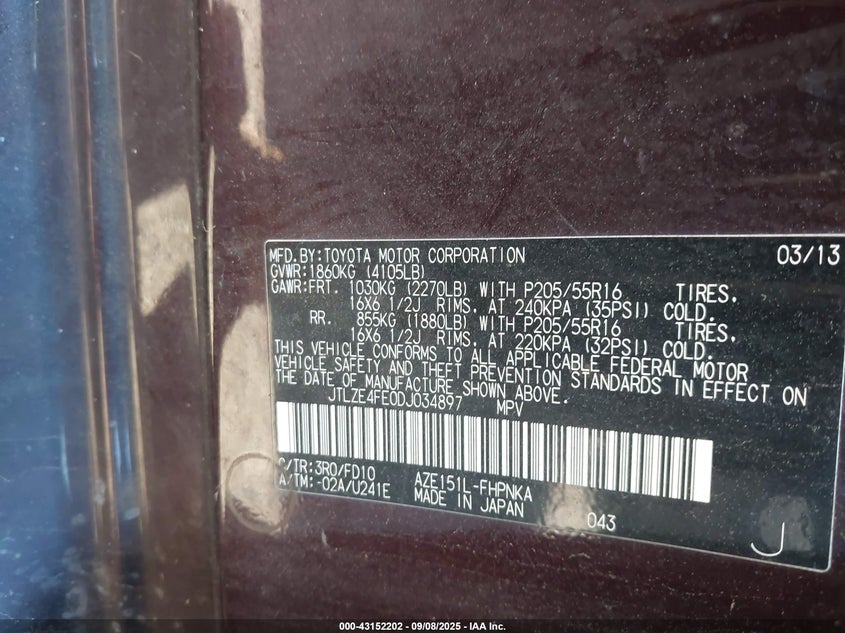 MFD.BY:TOYOTA MOTOR CORPORATION 03/13
GVWR:1860KG (4105LB)
GAWR:FRT. 1030KG (2270LB) WITH P205/55R16 TIRES,
16X6 1/2J RIMS. AT 240KPA (35PSI) COLD.
RR. 855KG (1880LB) WITH P205/55R16 TIRES,
16X6 1/2J RIMS. AT 220KPA (32PSI) COLD.
THIS VEHICLE CONFORMS TO ALL APPLICABLE FEDERAL MOTOR
VEHICLE SAFETY AND THEFT PREVENTION STANDARDS IN EFFECT ON
THE DATE OF MANUFACTURE SHOWN ABOVE.
JTLZE4FE0DJ034897 MPV
C/TR:3R0/FD10 AZE151L-FHPNKA
A/TM:-02A/U241E MADE IN JAPAN
043
J
000-43152202 - 09/08/2025 - IAA Inc.